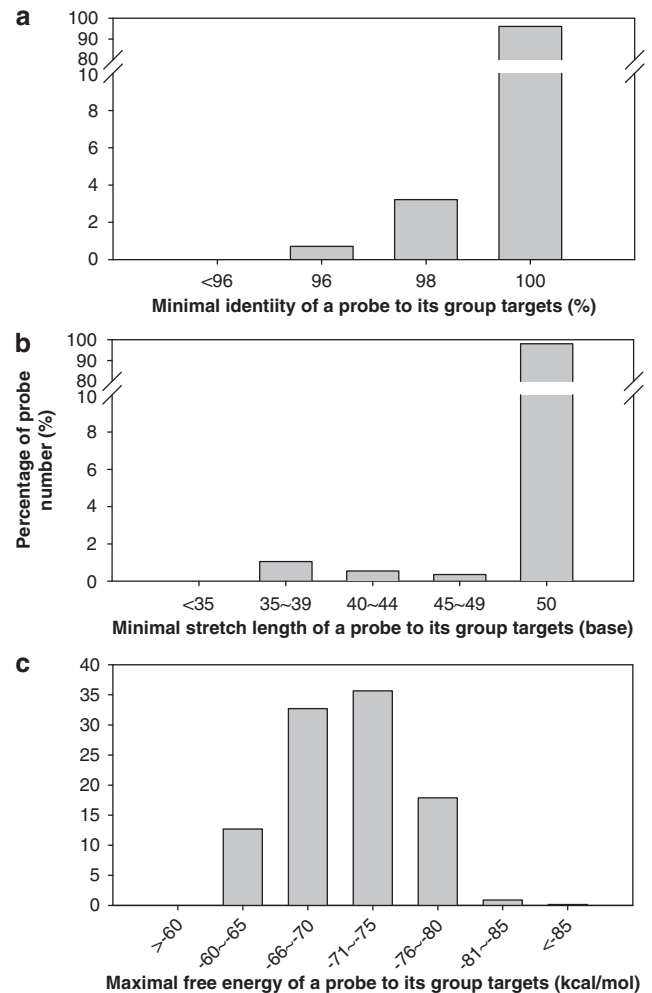 a
100
90
80
10
8
6
4
2
0
<96 96 98 100
Minimal identiity of a probe to its group targets (%)
b
Percentage of probe
number (%)
100
90
80
10
8
6
4
2
0
<35 35~39 40~44 45~49 50
Minimal stretch length of a probe to its group targets (base)
c
40
35
30
25
20
15
10
5
0
>-60 -60~-65 -66~-70 -71~-75 -76~-80 -81~-85 <-85
Maximal free energy of a probe to its group targets (kcal/mol)